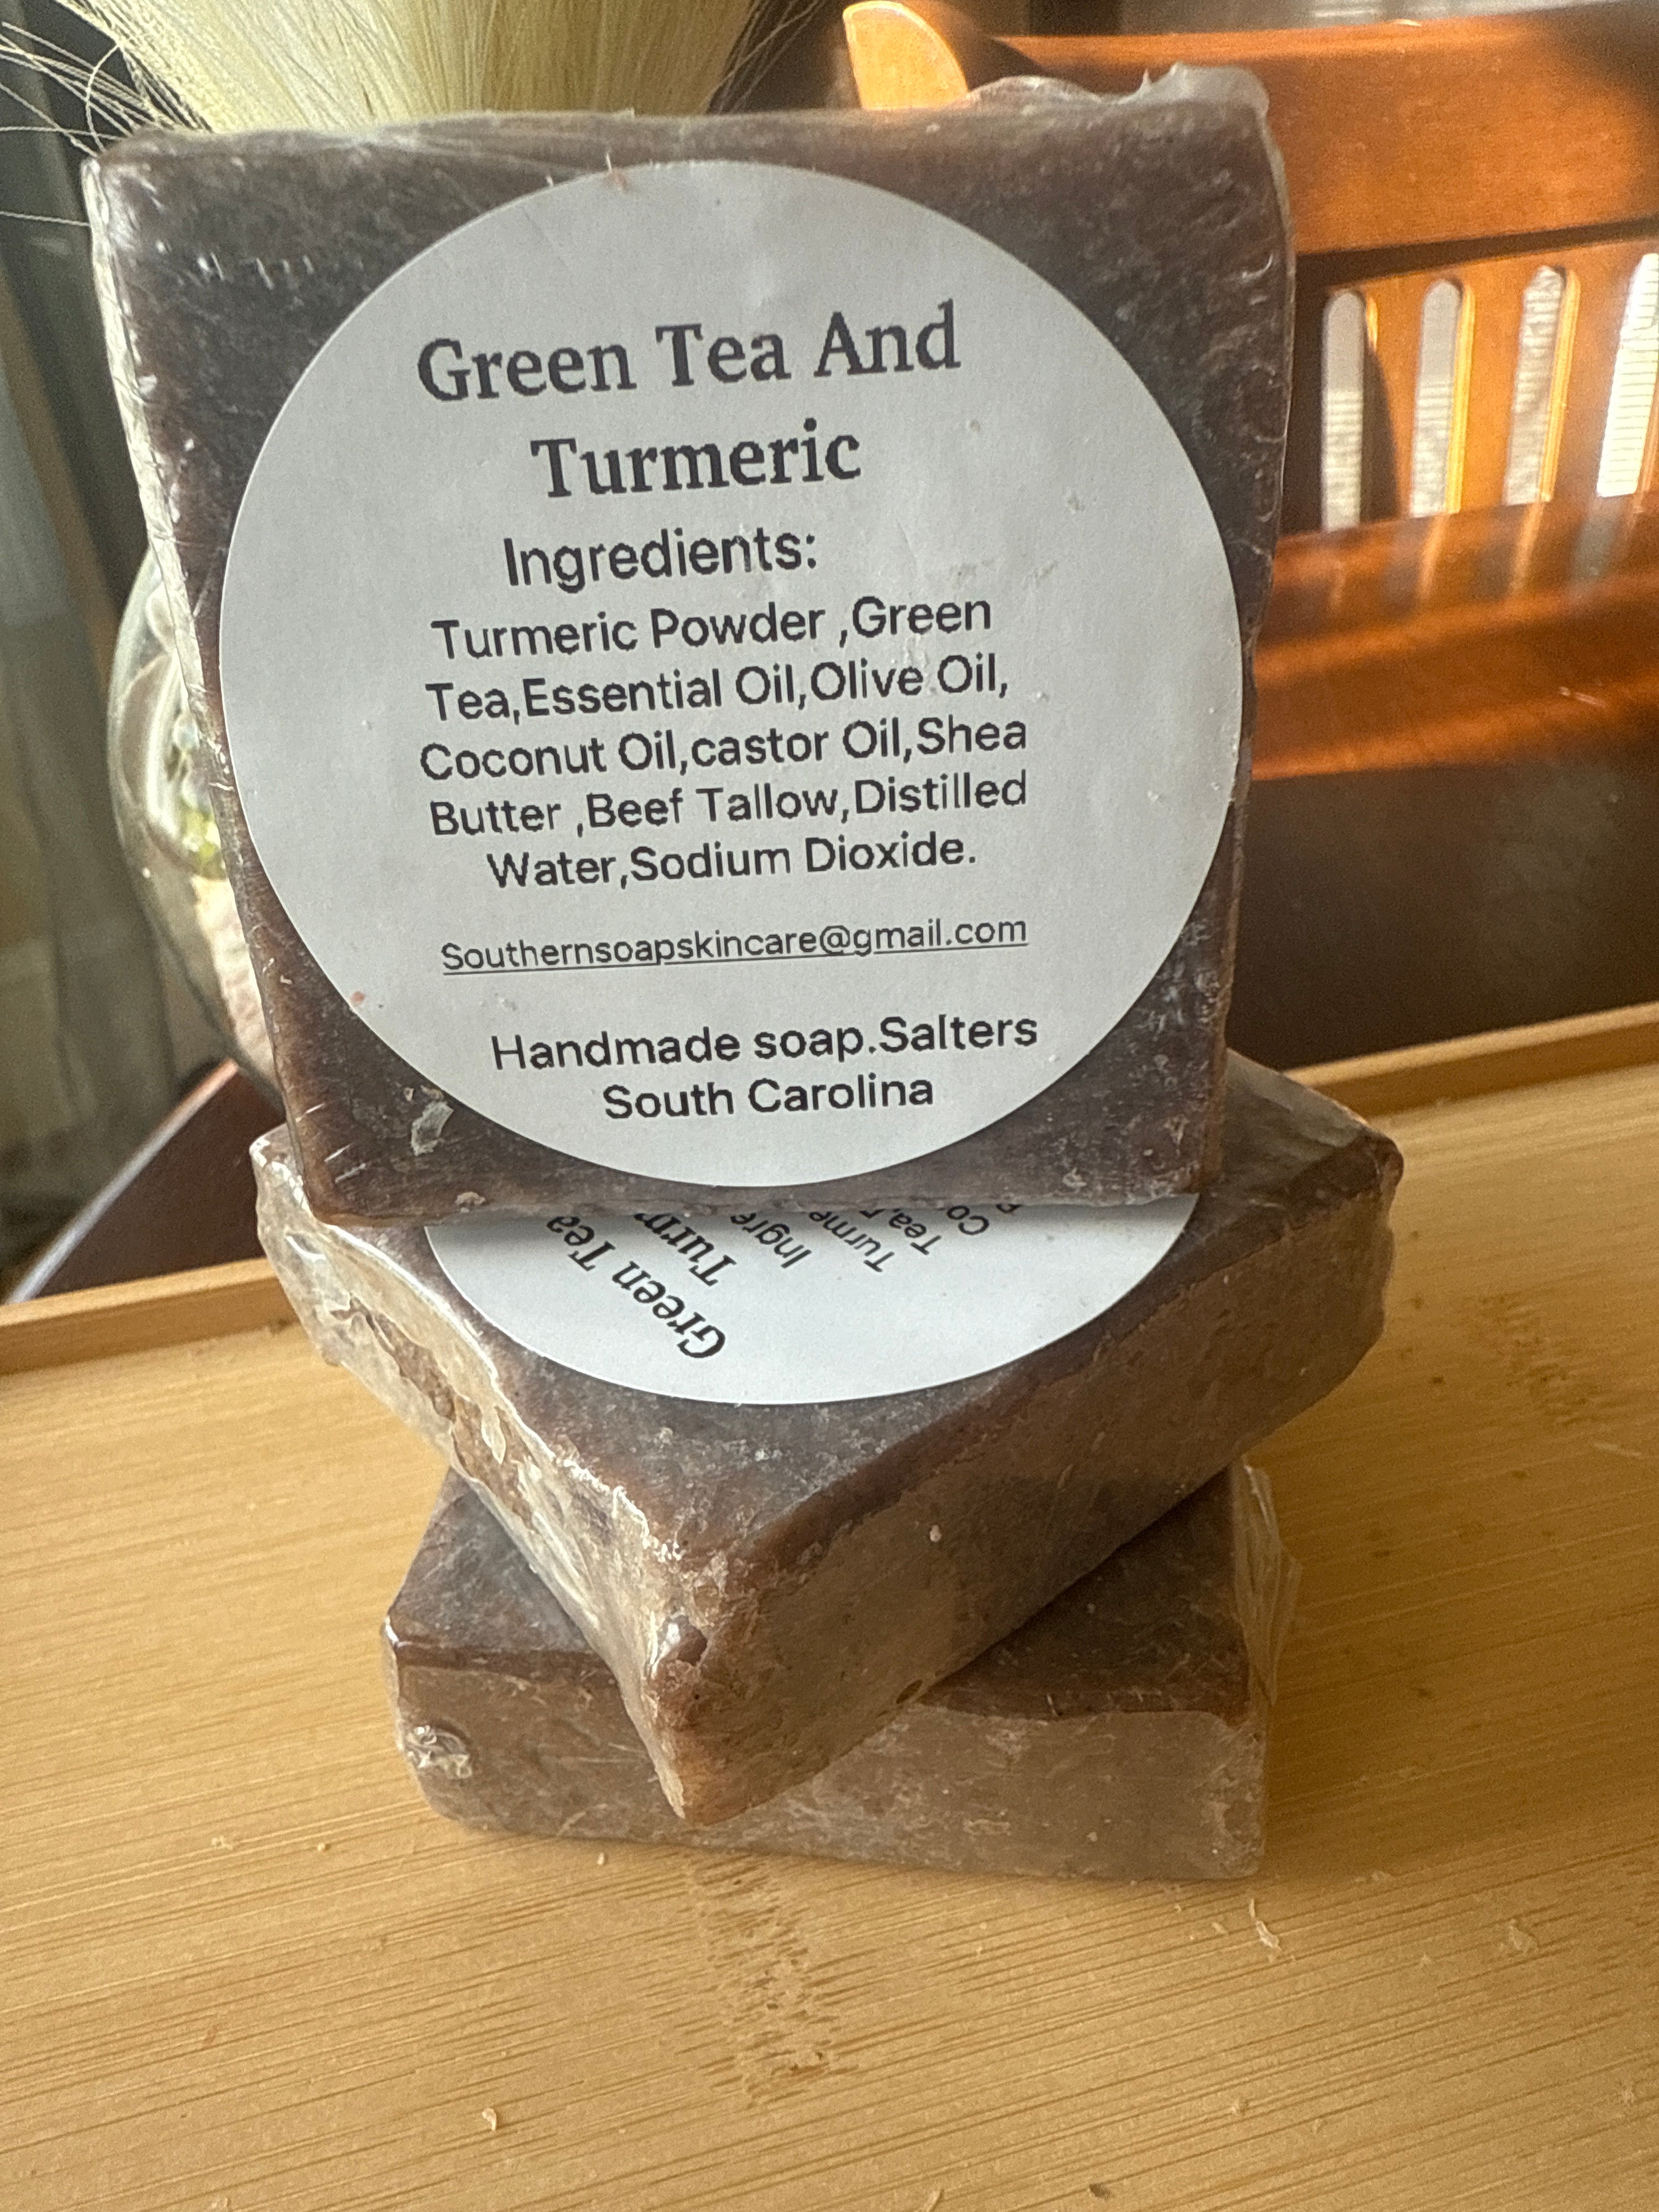 Green Tea And
Turmeric
Ingredients:
Turmeric Powder ,Green
Tea,Essential Oil,Olive Oil,
Coconut Oil,castor Oil,Shea
Butter ,Beef Tallow,Distilled
Water,Sodium Dioxide.
Southernsoapskincare@gmail.com
Handmade soap.Salters
South Carolina
Green Tea
Turm
Ingre
Turme
Tea,
Co